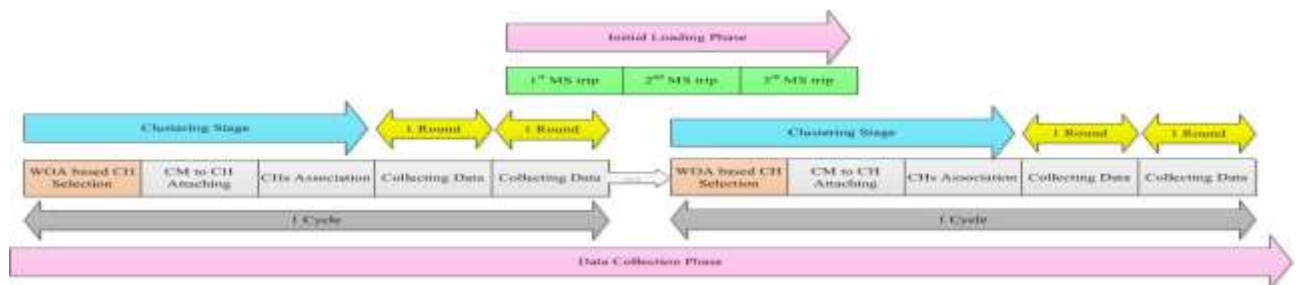 Initial Loading Phase
1st MS trip 2nd MS trip 3rd MS trip
Clustering Stage 1 Round 1 Round Clustering Stage 1 Round 1 Round
WOA based CH Selection CM to CH Attaching CHs Association Collecting Data Collecting Data WOA based CH Selection CM to CH Attaching CHs Association Collecting Data Collecting Data
1 Cycle 1 Cycle
Data Collection Phase